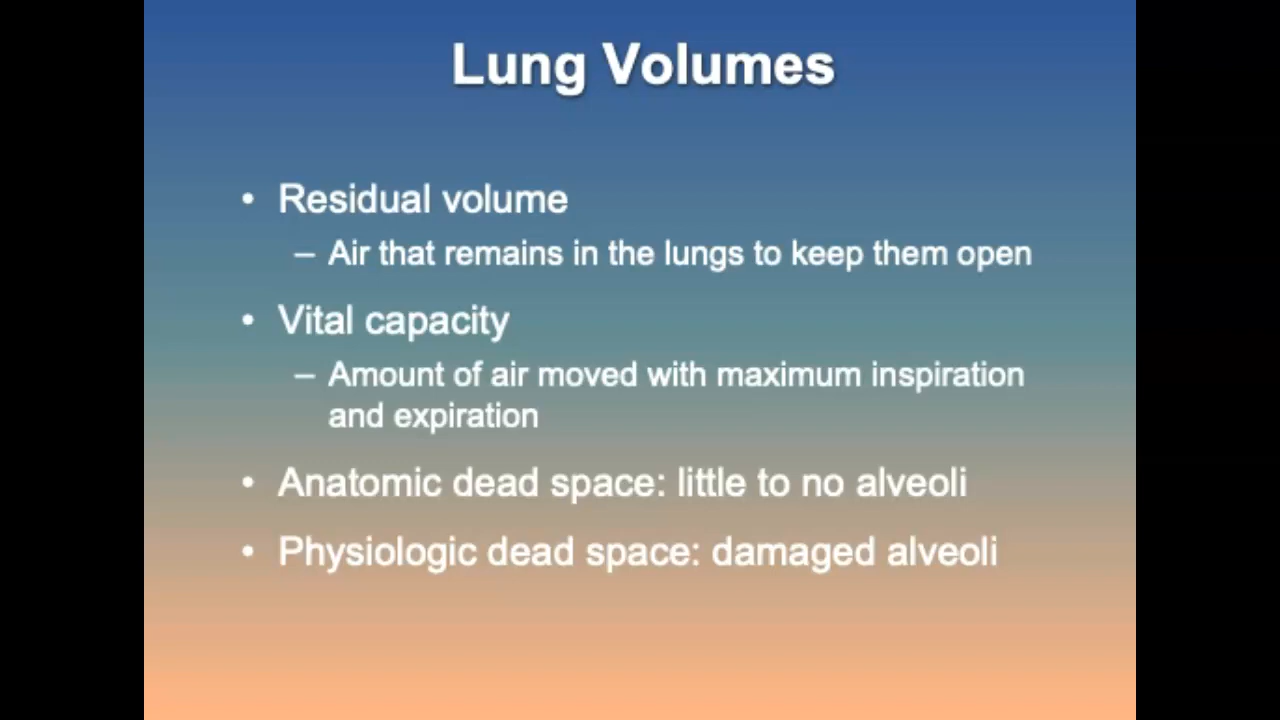 Lung Volumes
• Residual volume
– Air that remains in the lungs to keep them open
• Vital capacity
– Amount of air moved with maximum inspiration
and expiration
• Anatomic dead space: little to no alveoli
• Physiologic dead space: damaged alveoli